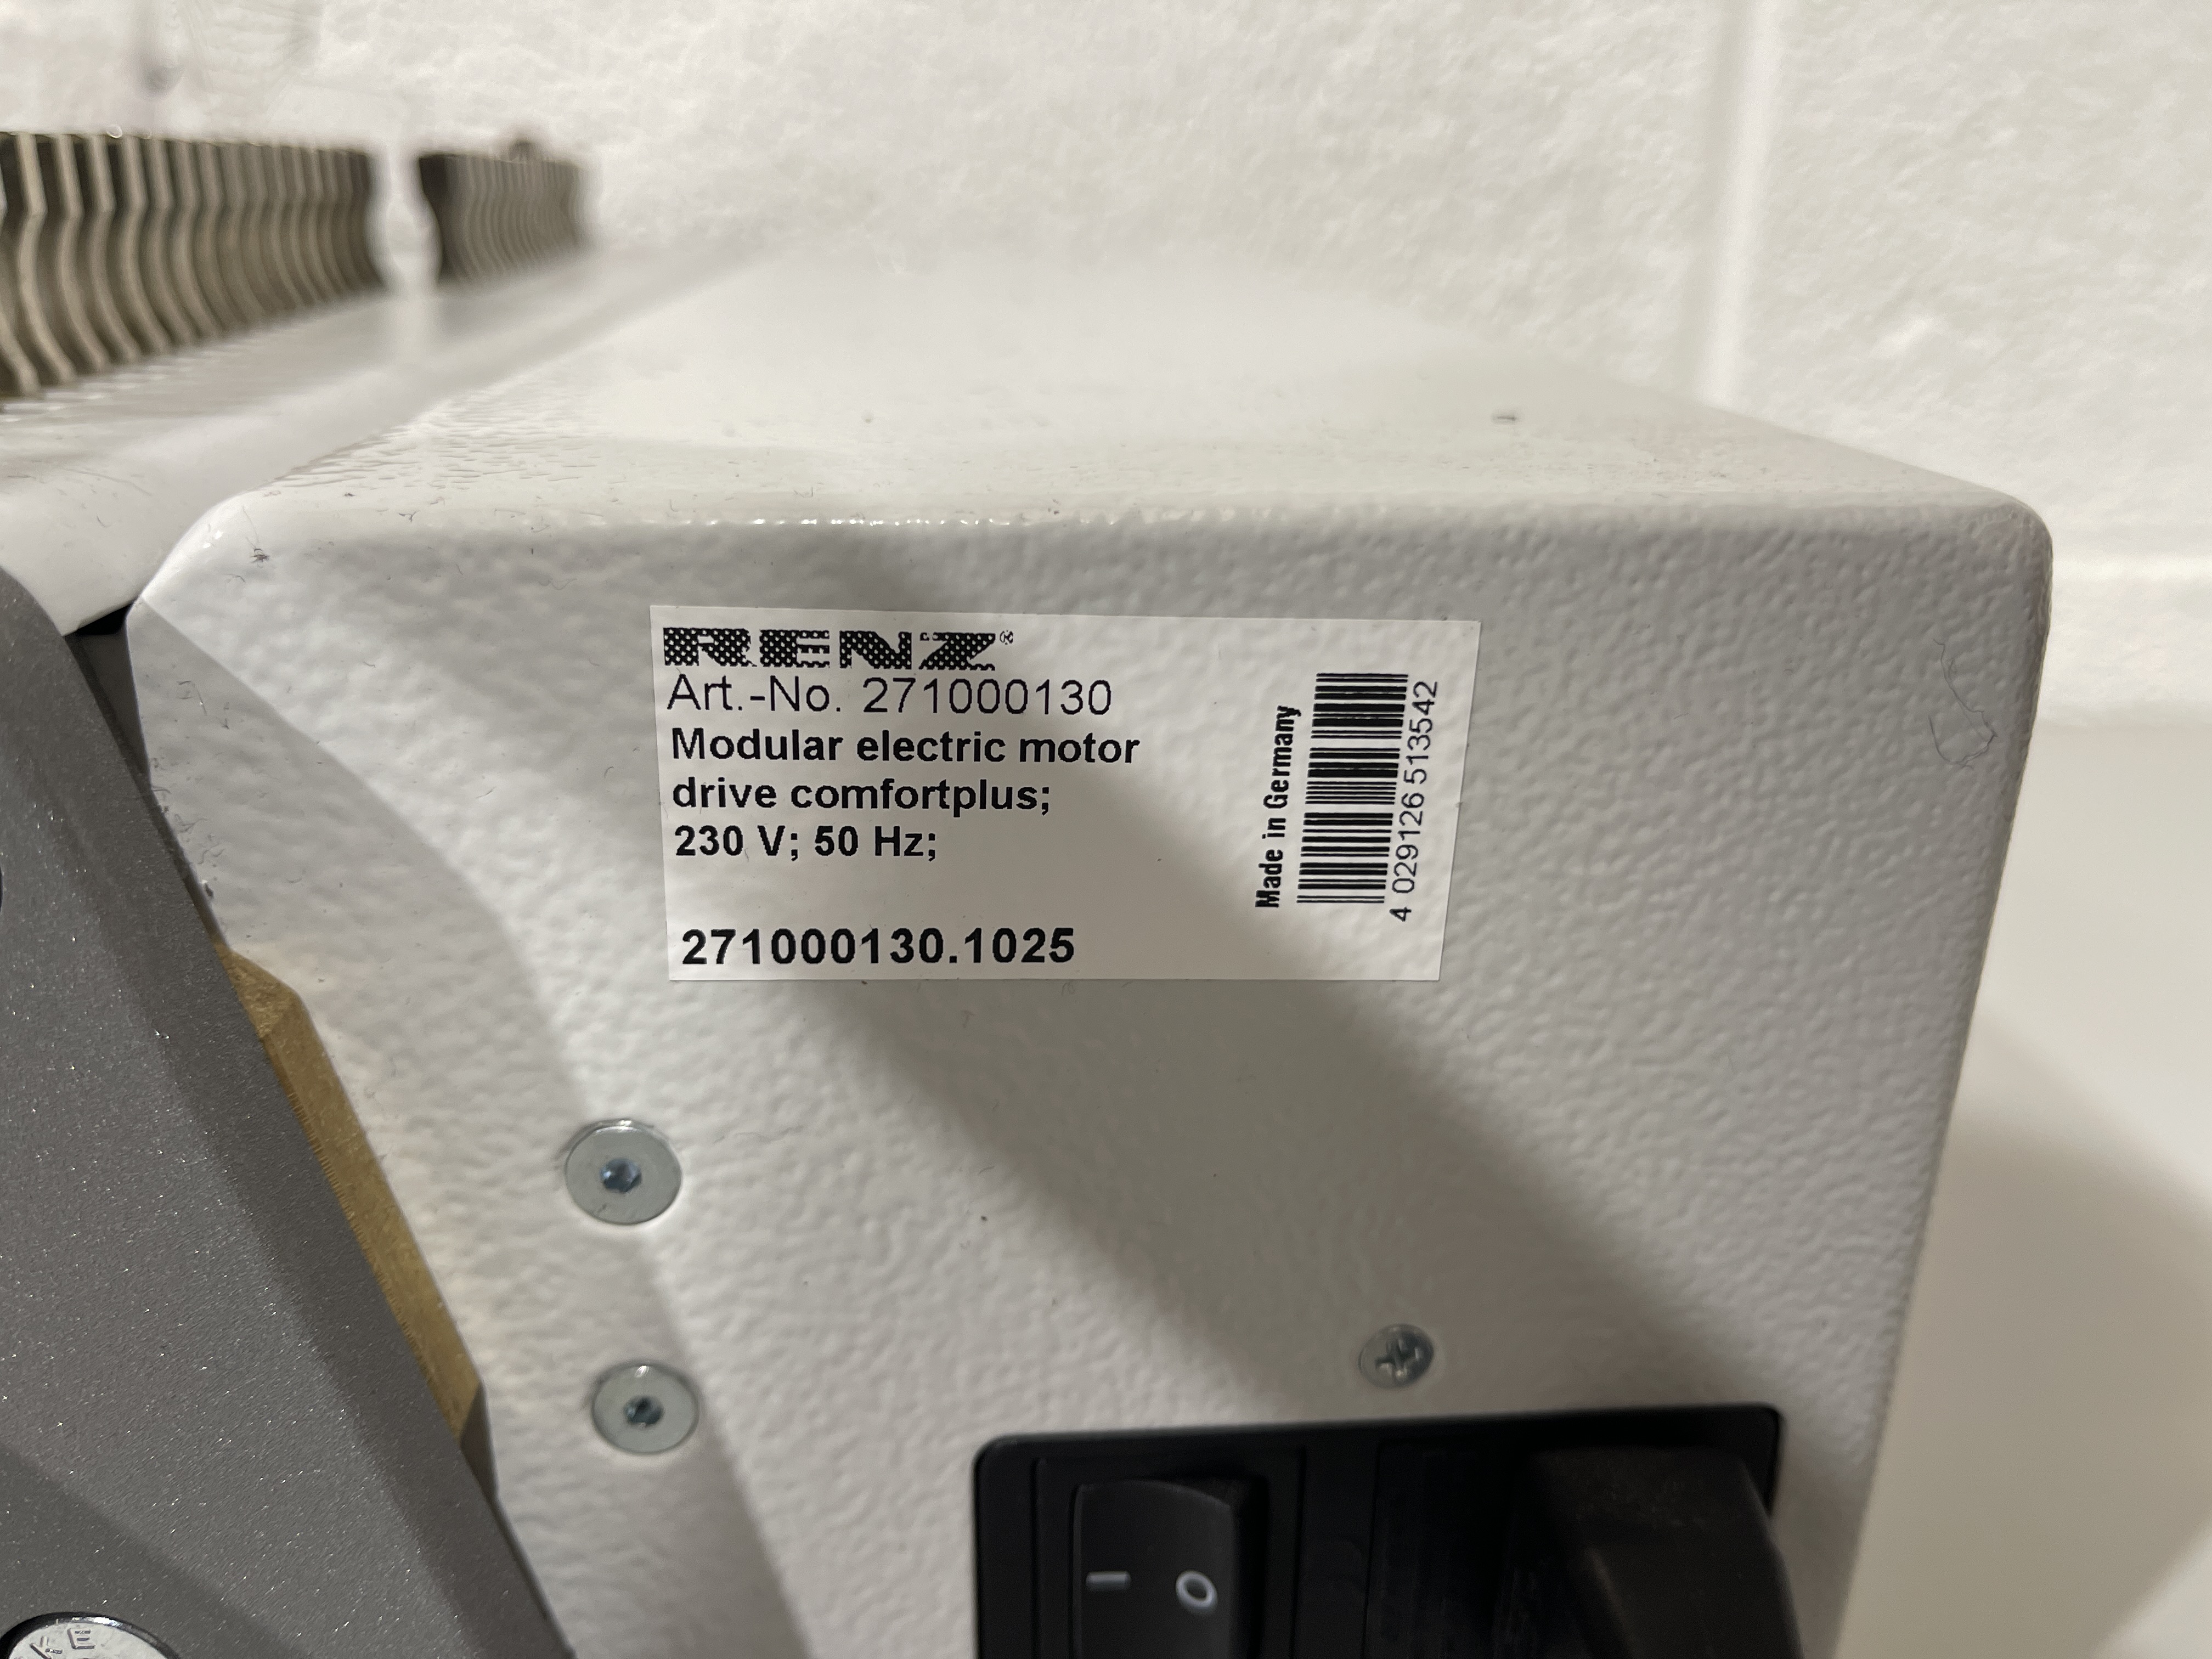 RENZ®
Art.-No. 271000130
Modular electric motor
drive comfortplus;
230 V; 50 Hz;
271000130.1025
Made in Germany
4 029126 513542
I O